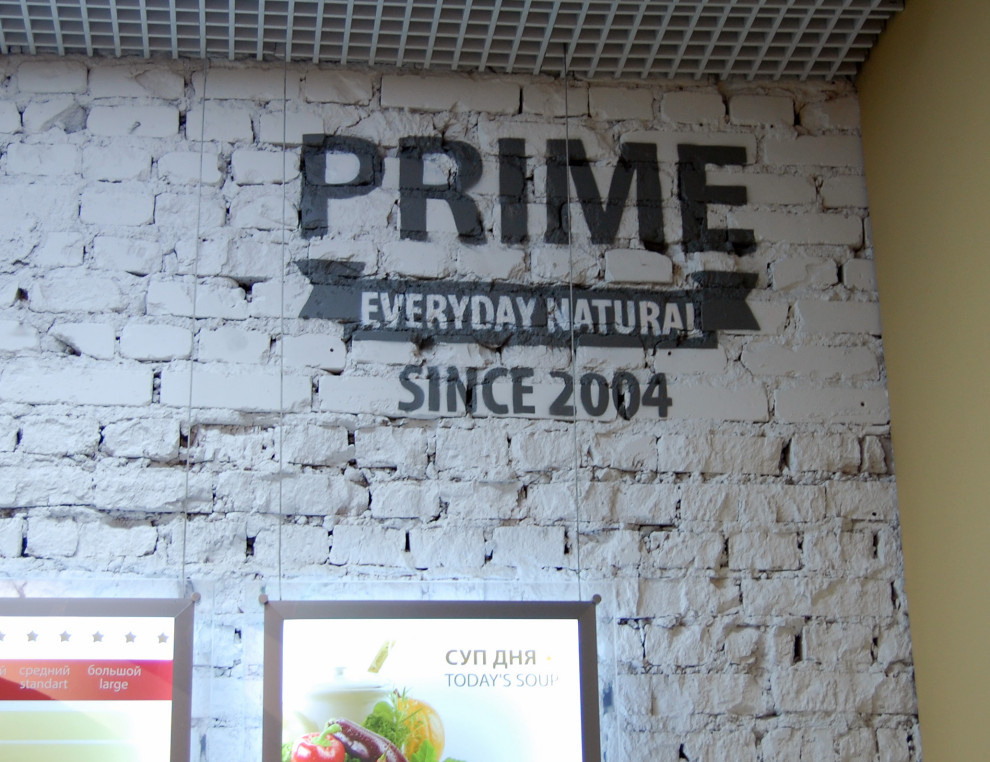 PRIME
EVERYDAY NATURAL
SINCE 2004
средний большой
standart large
СУП ДНЯ
TODAY'S SOUP